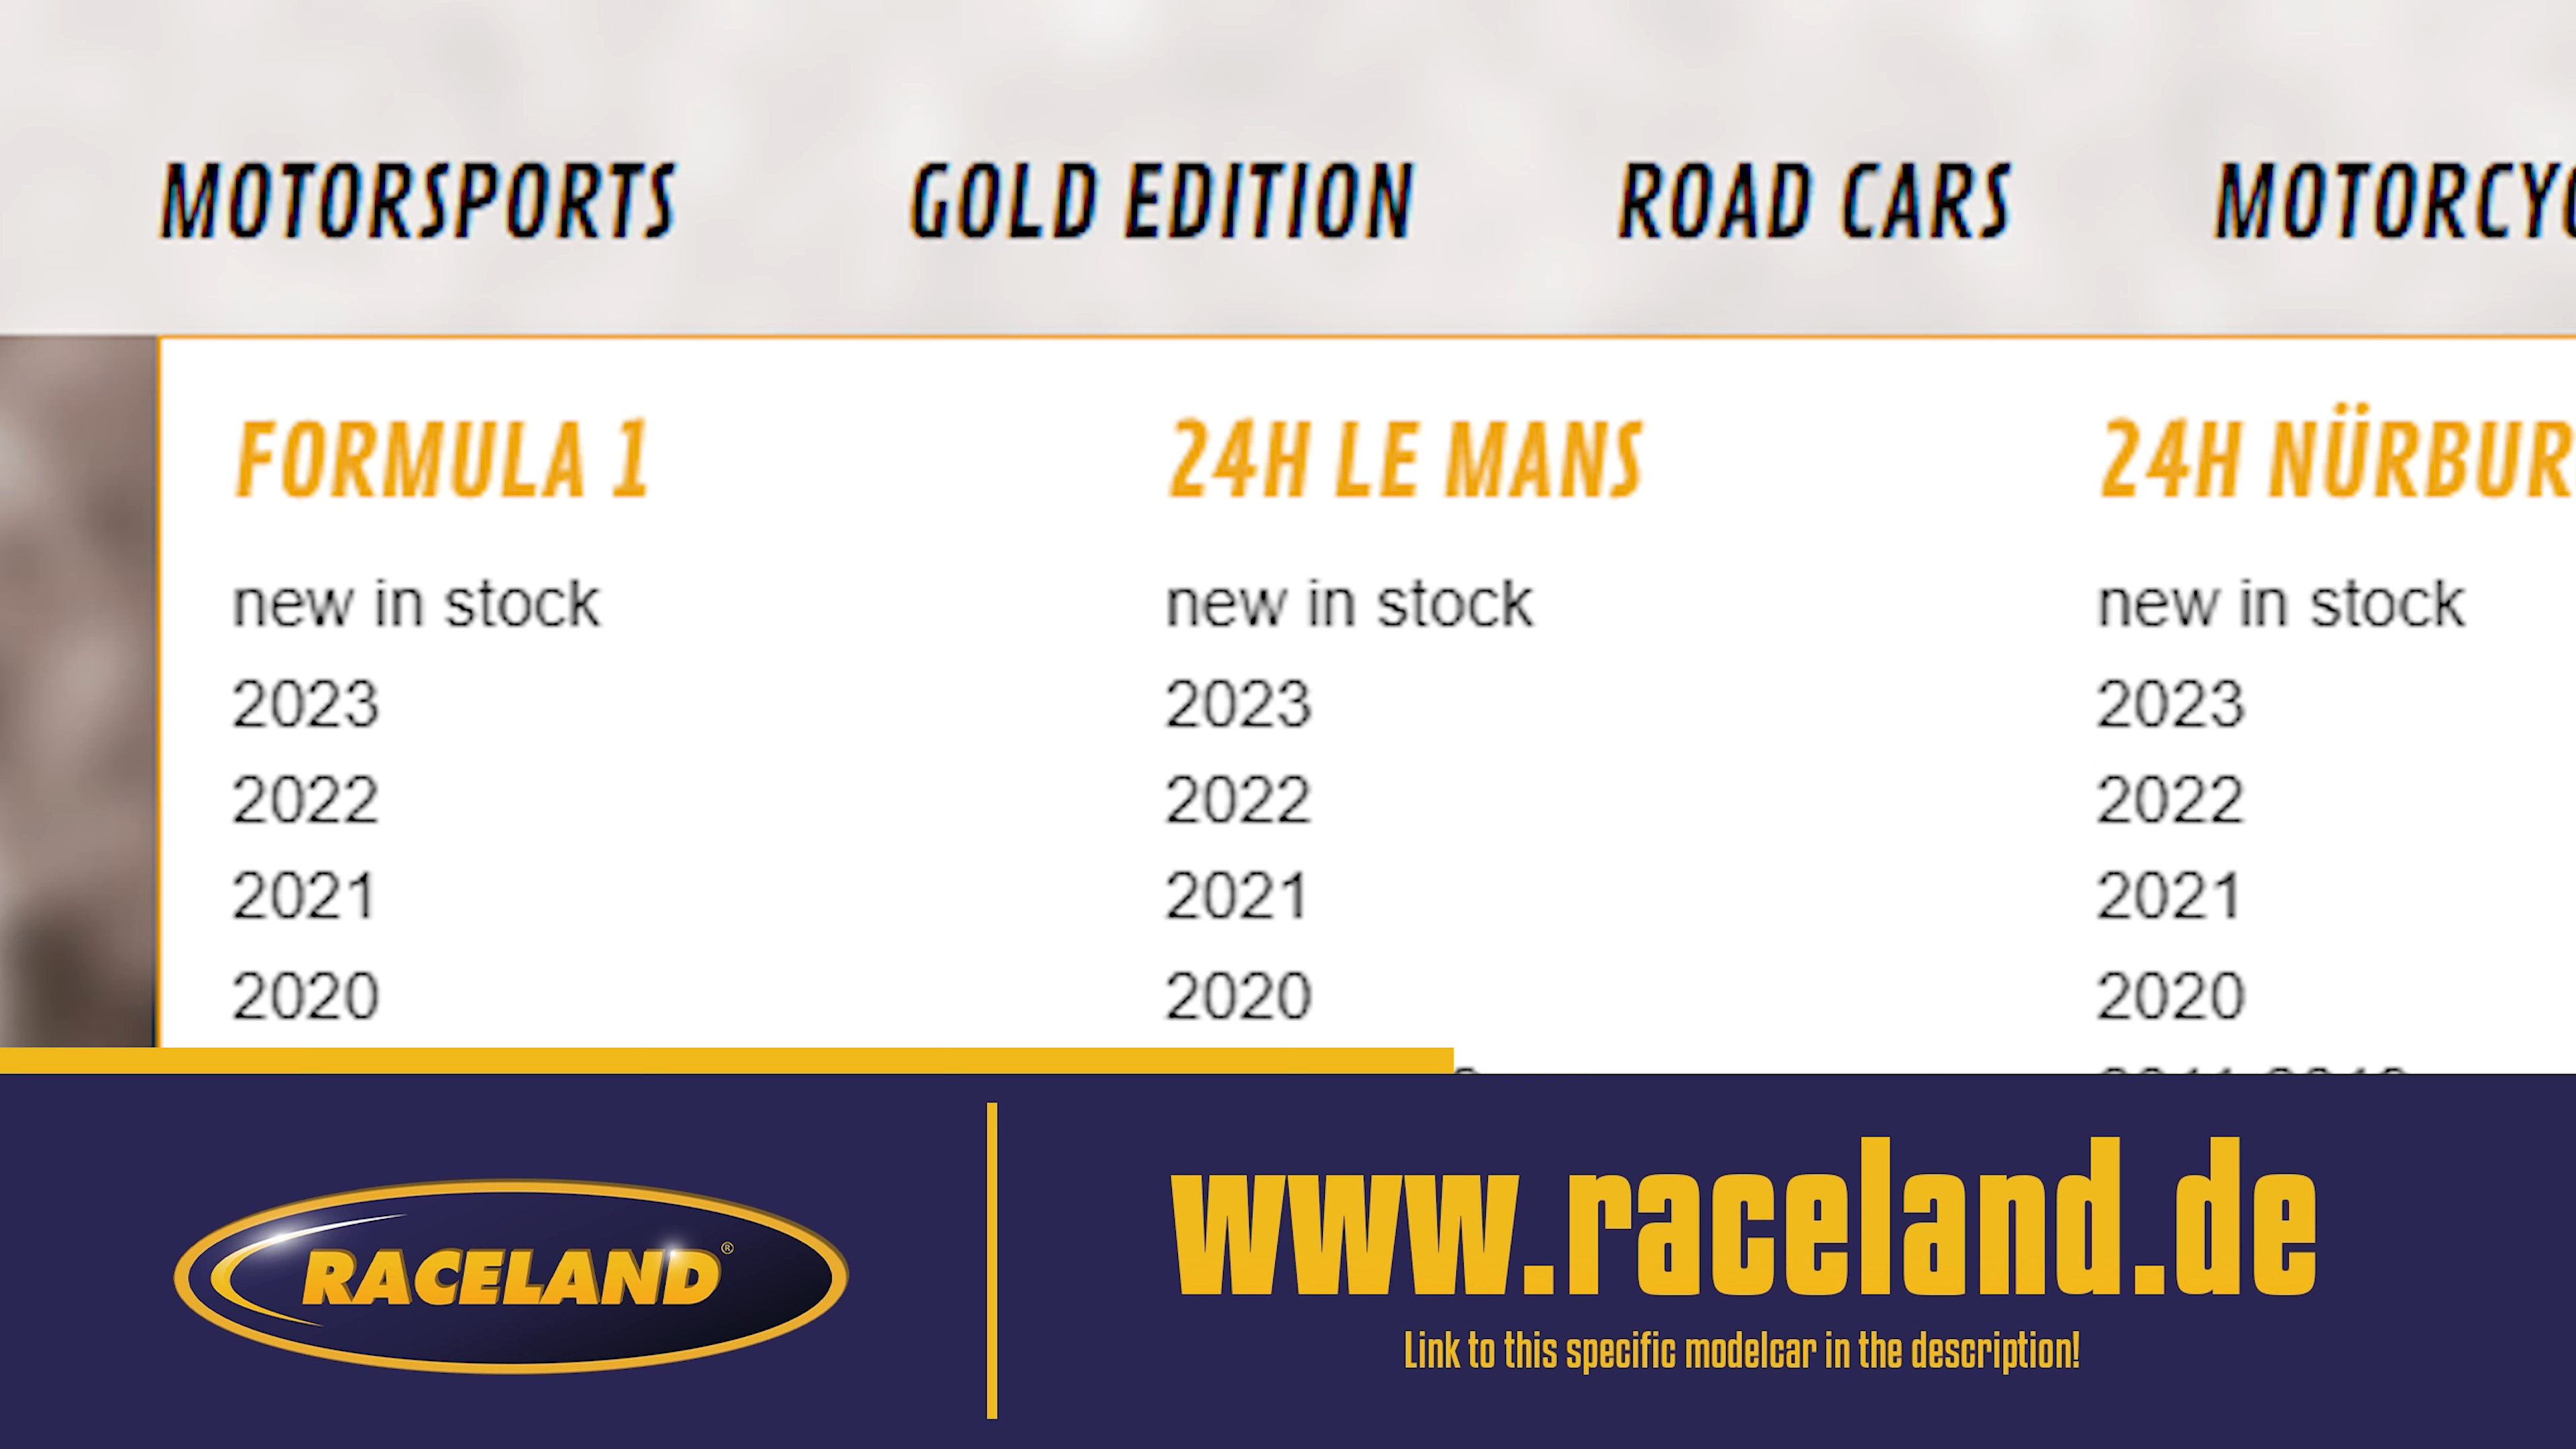 MOTORSPORTS GOLD EDITION ROAD CARS
FORMULA 1
new in stock
2023
2022
2021
2020
24H LE MANS
new in stock
2023
2022
2021
2020
24H
new in stock
2023
2022
2021
2020
RACELAND®
www.raceland.de
Link to this specific modelcar in the description!